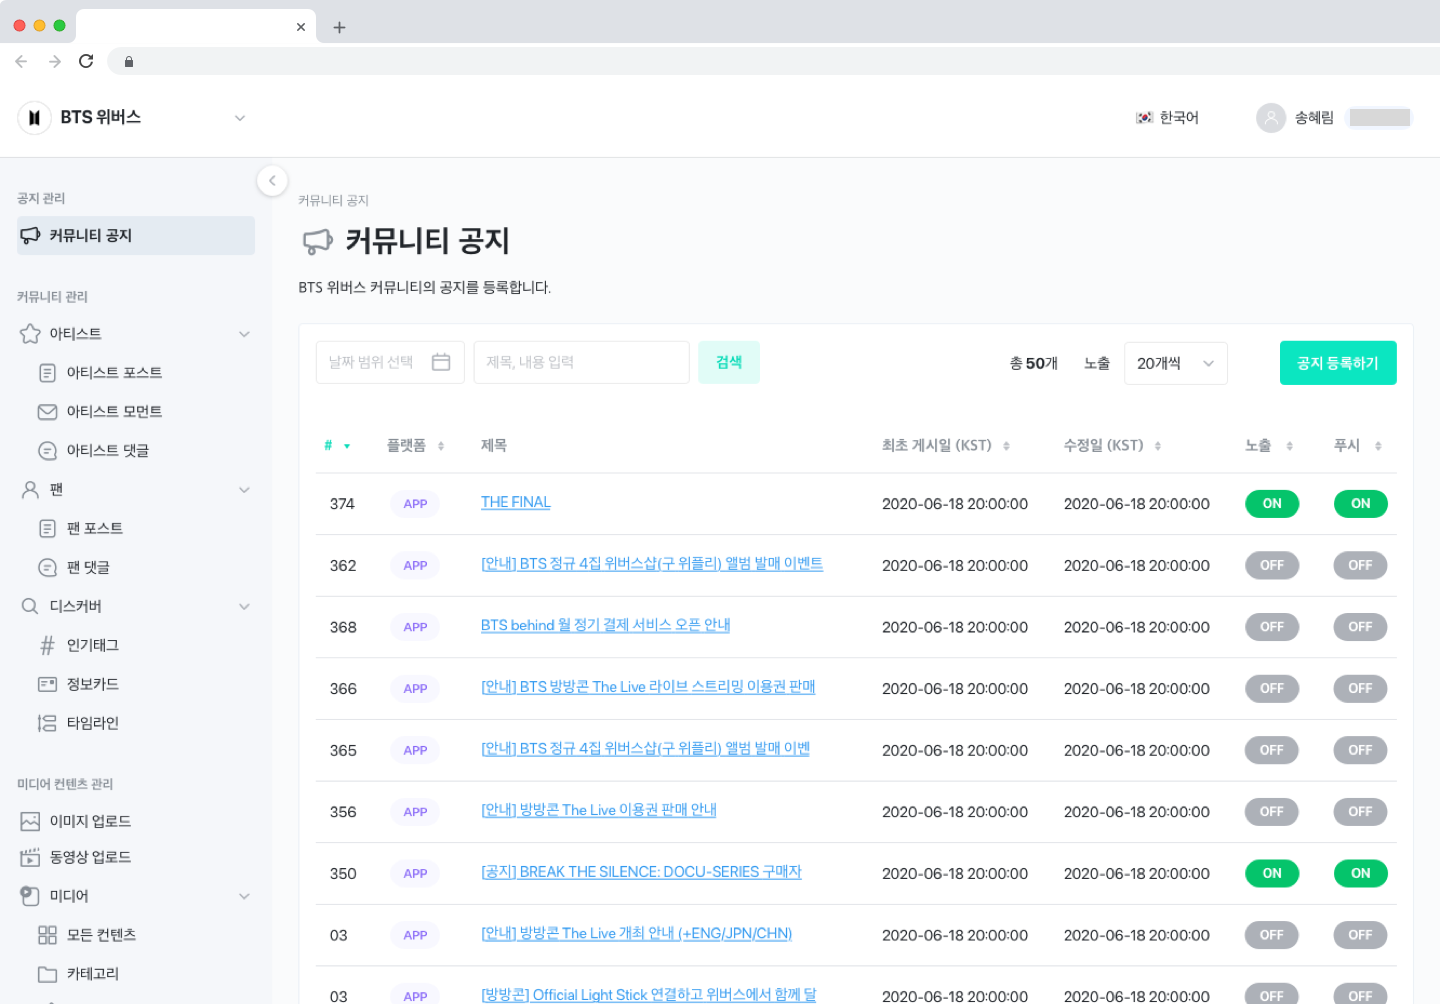 BTS 위버스
한국어
송혜림
공지 관리
커뮤니티 공지
커뮤니티 관리
아티스트
아티스트 포스트
아티스트 모먼트
아티스트 댓글
팬
팬 포스트
팬 댓글
디스커버
인기태그
정보카드
타임라인
미디어 컨텐츠 관리
이미지 업로드
동영상 업로드
미디어
모든 컨텐츠
카테고리
커뮤니티 공지
커뮤니티 공지
BTS 위버스 커뮤니티의 공지를 등록합니다.
날짜 범위 선택 제목, 내용 입력 검색 총 50개 노출 20개씩 공지 등록하기
# 플랫폼 제목 최초 게시일 (KST) 수정일 (KST) 노출 푸시
374 APP THE FINAL 2020-06-18 20:00:00 2020-06-18 20:00:00 ON ON
362 APP [안내] BTS 정규 4집 위버스샵(구 위플리) 앨범 발매 이벤트 2020-06-18 20:00:00 2020-06-18 20:00:00 OFF OFF
368 APP BTS behind 월 정기 결제 서비스 오픈 안내 2020-06-18 20:00:00 2020-06-18 20:00:00 OFF OFF
366 APP [안내] BTS 방방콘 The Live 라이브 스트리밍 이용권 판매 2020-06-18 20:00:00 2020-06-18 20:00:00 OFF OFF
365 APP [안내] BTS 정규 4집 위버스샵(구 위플리) 앨범 발매 이벤 2020-06-18 20:00:00 2020-06-18 20:00:00 OFF OFF
356 APP [안내] 방방콘 The Live 이용권 판매 안내 2020-06-18 20:00:00 2020-06-18 20:00:00 OFF OFF
350 APP [공지] BREAK THE SILENCE: DOCU-SERIES 구매자 2020-06-18 20:00:00 2020-06-18 20:00:00 ON ON
03 APP [안내] 방방콘 The Live 개최 안내 (+ENG/JPN/CHN) 2020-06-18 20:00:00 2020-06-18 20:00:00 OFF OFF
03 APP [방방콘] Official Light Stick 연결하고 위버스에서 함께 달 2020-06-18 20:00:00 2020-06-18 20:00:00 OFF OFF